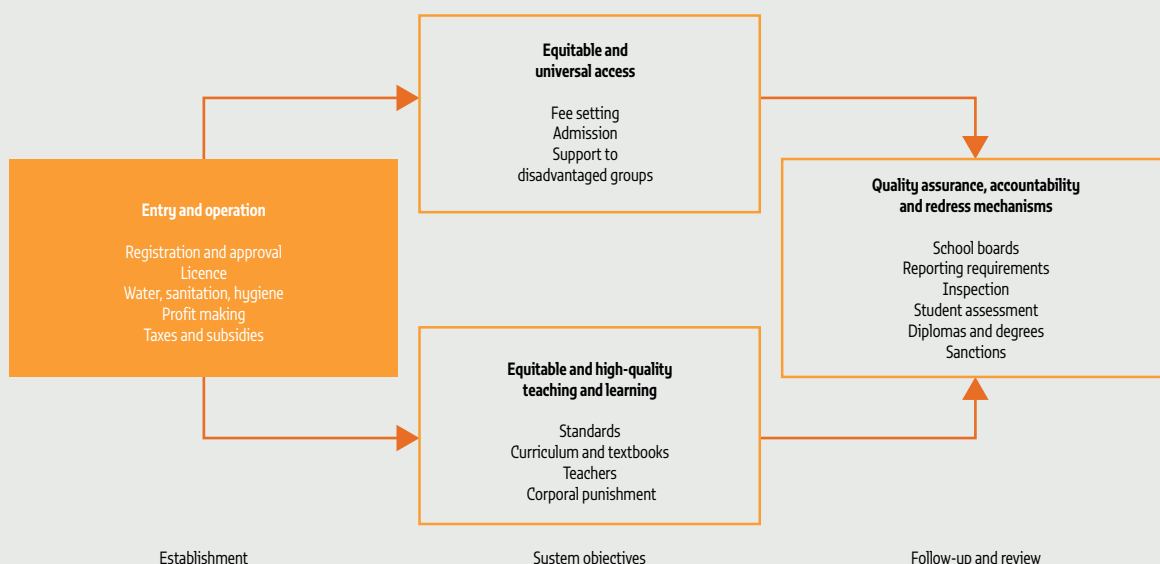 Equitable and
universal access
Fee setting
Admission
Support to
disadvantaged groups
Entry and operation
Registration and approval
Licence
Water, sanitation, hygiene
Profit making
Taxes and subsidies
Quality assurance, accountability
and redress mechanisms
School boards
Reporting requirements
Inspection
Student assessment
Diplomas and degrees
Sanctions
Equitable and high-quality
teaching and learning
Standards
Curriculum and textbooks
Teachers
Corporal punishment
Establishment
System objectives
Follow-up and review